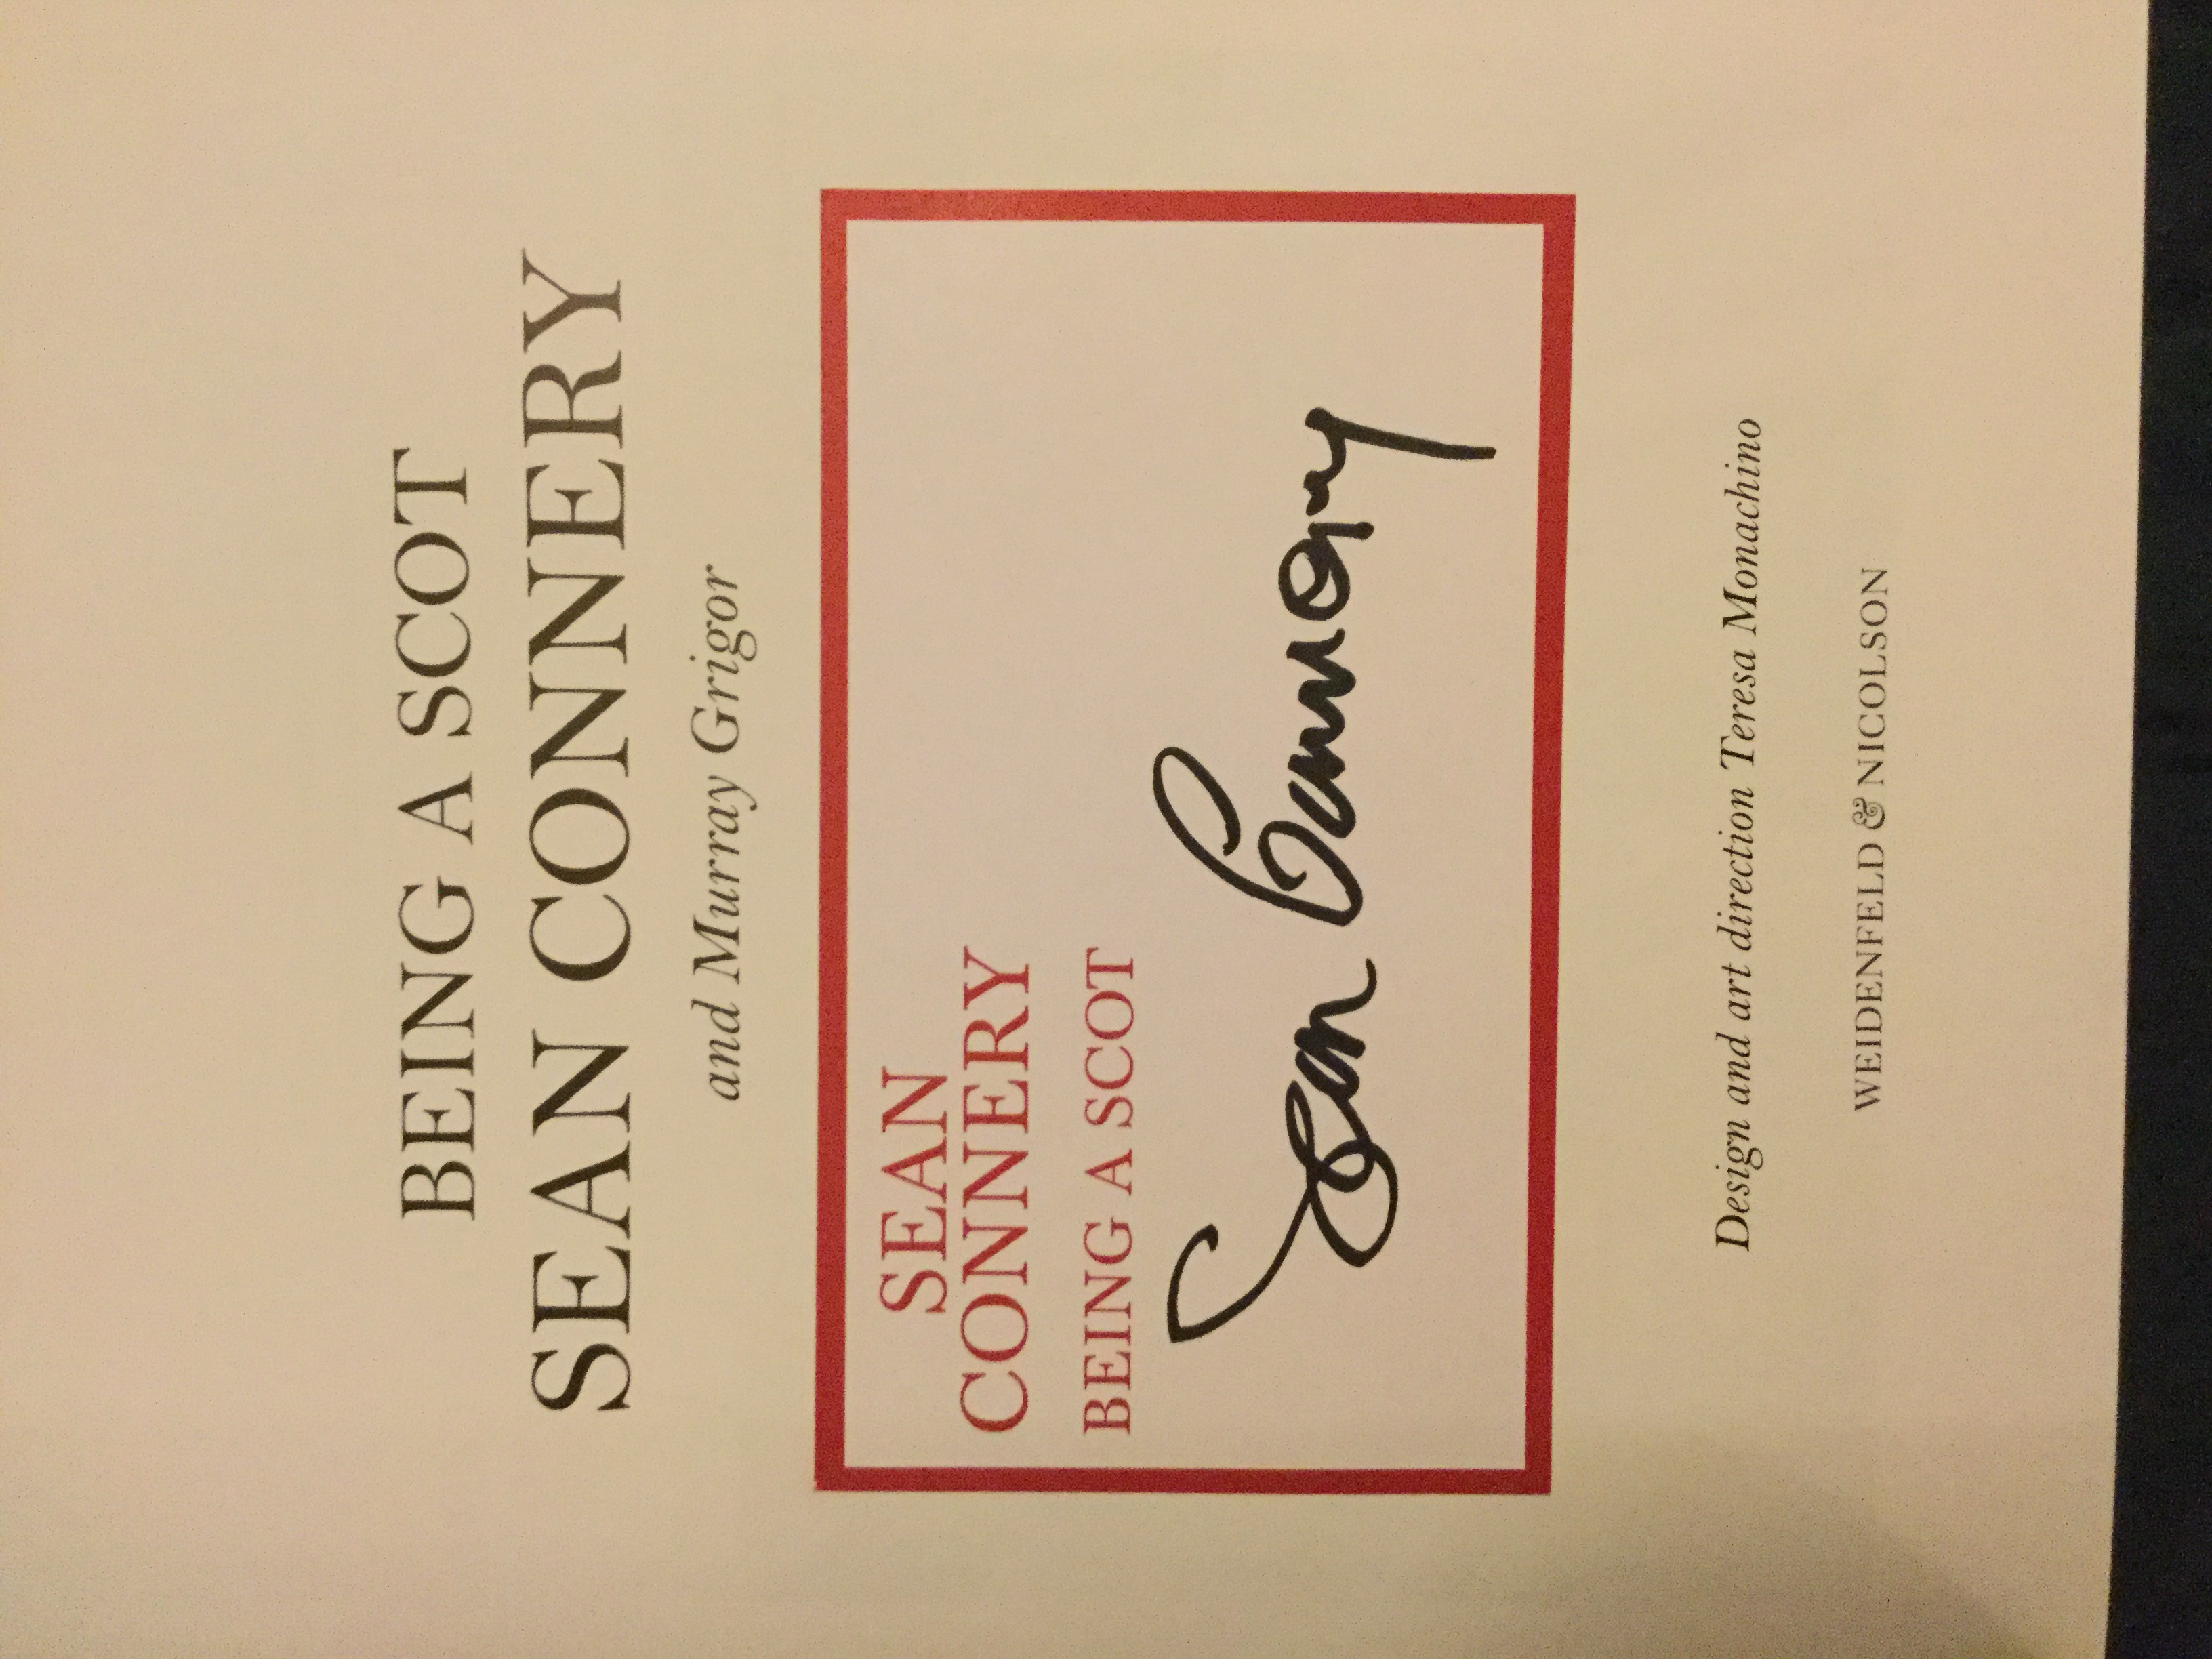 BEING A SCOT
SEAN CONNERY
and Murray Grigor
SEAN
CONNERY
BEING A SCOT
Sean Connery
Design and art direction Teresa Monachino
WEIDENFELD & NICOLSON